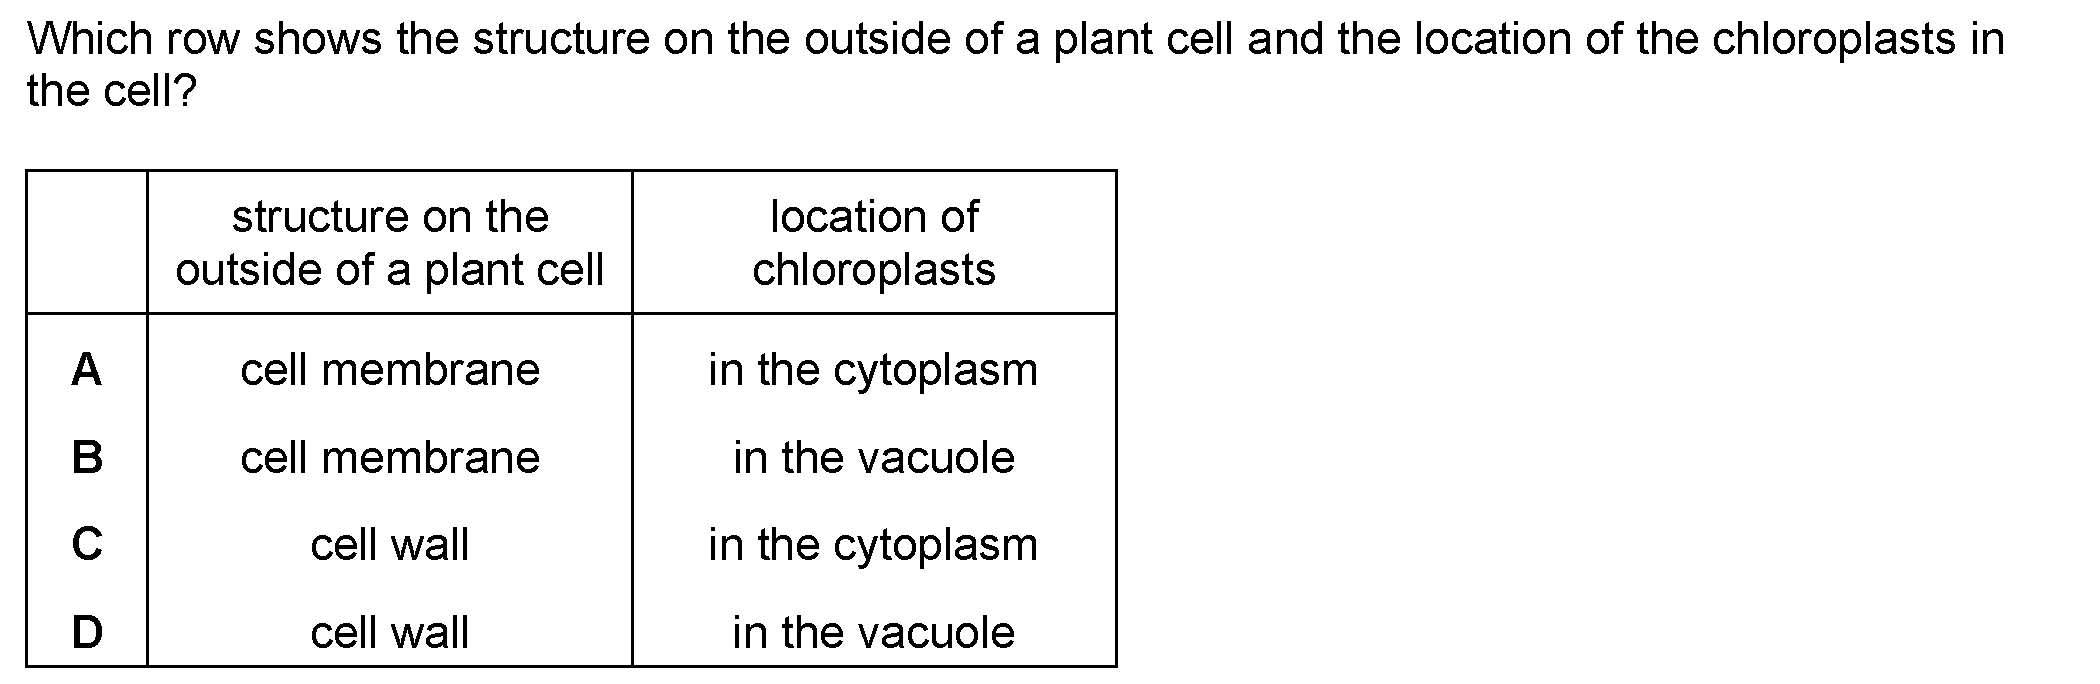 Which row shows the structure on the outside of a plant cell and the location of the chloroplasts in
the cell?
structure on the
outside of a plant cell
location of
chloroplasts
A cell membrane in the cytoplasm
B cell membrane in the vacuole
C cell wall in the cytoplasm
D cell wall in the vacuole